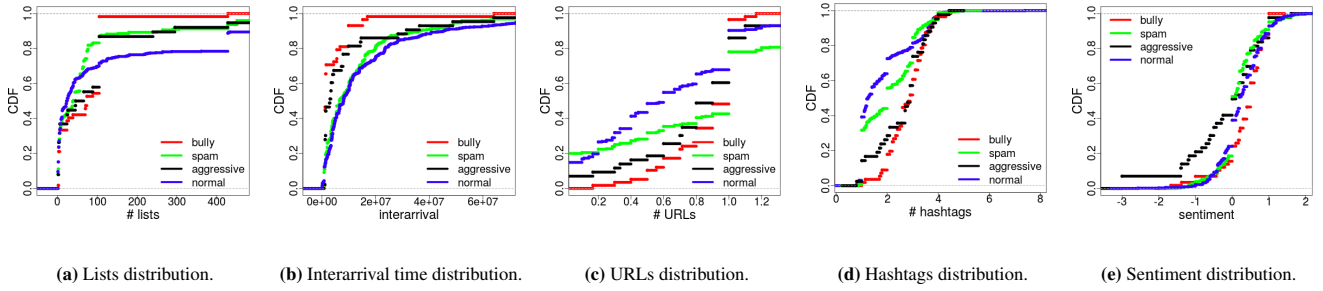 CDF
0.0 0.2 0.4 0.6 0.8 1.0
bully
spam
aggressive
normal
0 100 200 300 400
# lists
CDF
0.0 0.2 0.4 0.6 0.8 1.0
bully
spam
aggressive
normal
0e+00 2e+07 4e+07 6e+07
interarrival
CDF
0.0 0.2 0.4 0.6 0.8 1.0
bully
spam
aggressive
normal
0.2 0.4 0.6 0.8 1.0 1.2
# URLs
CDF
0.0 0.2 0.4 0.6 0.8 1.0
bully
spam
aggressive
normal
0 2 4 6 8
# hashtags
CDF
0.0 0.2 0.4 0.6 0.8 1.0
bully
spam
aggressive
normal
-3 -1 0 1 2
sentiment
(a) Lists distribution.
(b) Interarrival time distribution.
(c) URLs distribution.
(d) Hashtags distribution.
(e) Sentiment distribution.